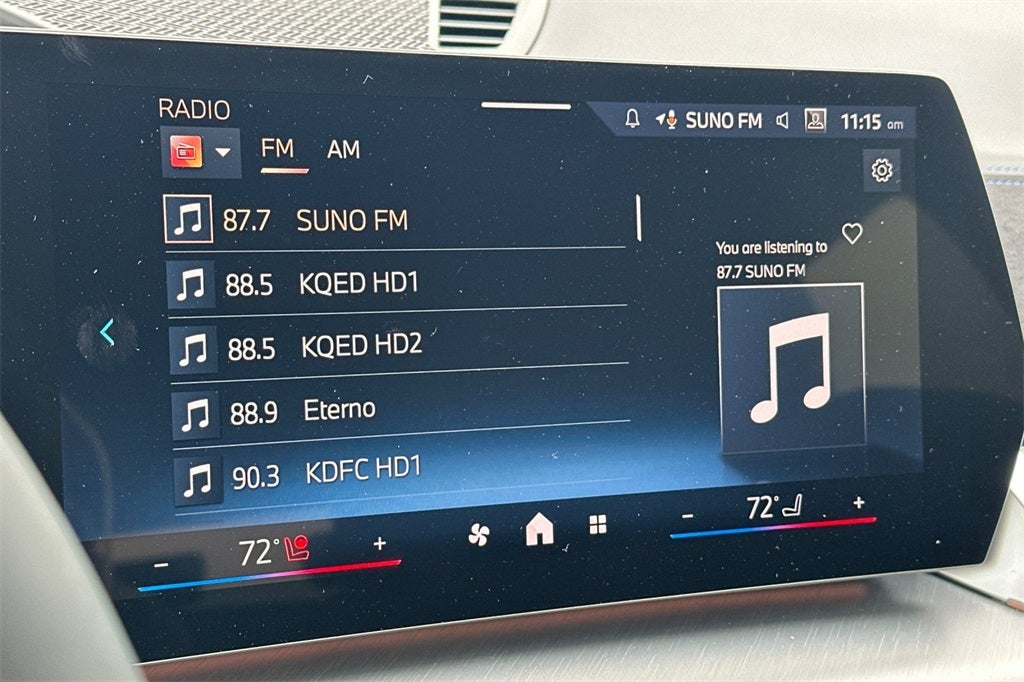 RADIO
SUNO FM 11:15 am
FM AM
87.7 SUNO FM
88.5 KQED HD1
88.5 KQED HD2
88.9 Eterno
90.3 KDFC HD1
You are listening to
87.7 SUNO FM
- 72° +
- 72° +